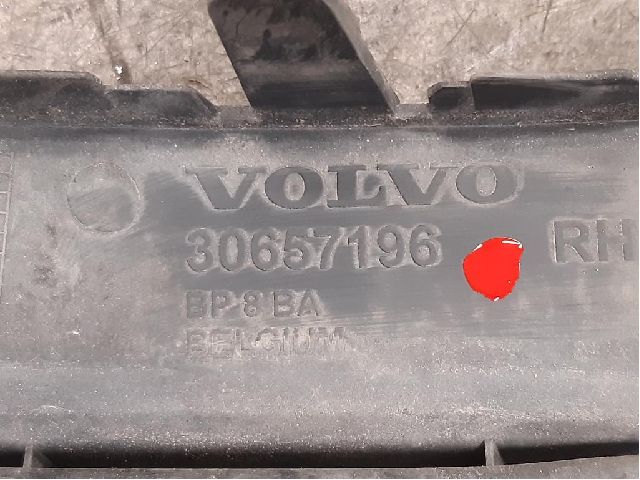 VOLVO
30657196 RH
BP 8 BA
BELGIUM